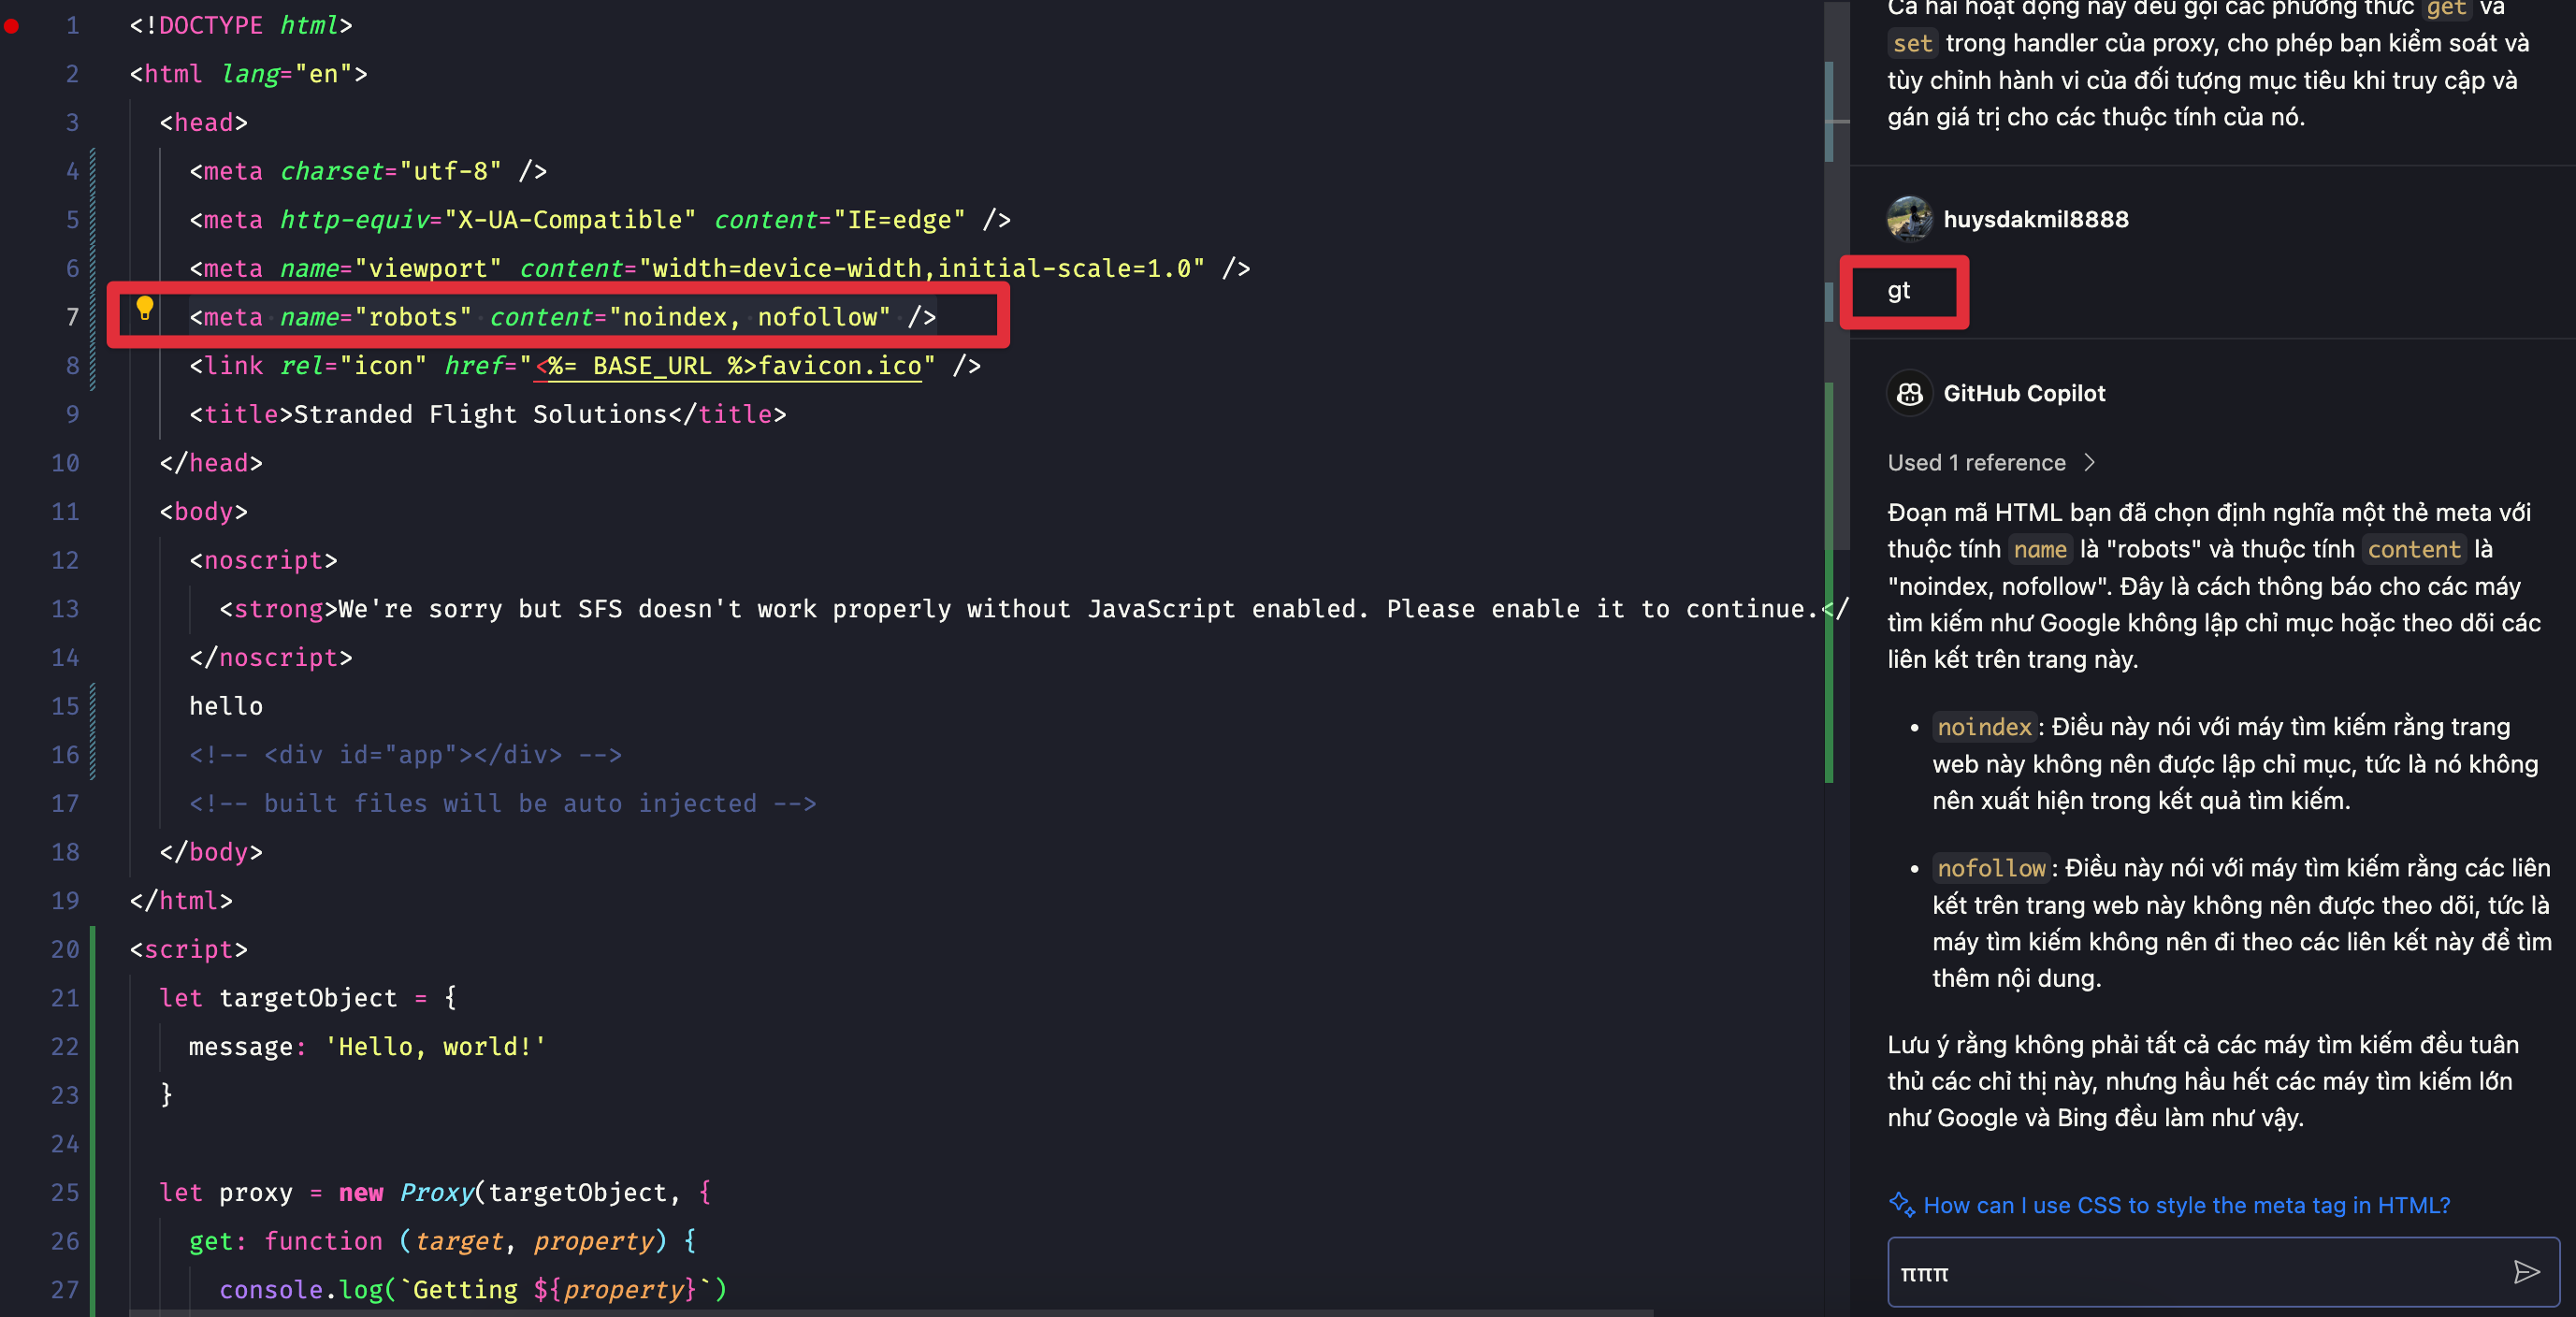 1 <!DOCTYPE html>
2 <html lang="en">
3 <head>
4 <meta charset="utf-8" />
5 <meta http-equiv="X-UA-Compatible" content="IE=edge" />
6 <meta name="viewport" content="width=device-width,initial-scale=1.0" />
7 <meta name="robots" content="noindex, nofollow" />
8 <link rel="icon" href="<%= BASE_URL %>favicon.ico" />
9 <title>Stranded Flight Solutions</title>
10 </head>
11 <body>
12 <noscript>
13 <strong>We're sorry but SFS doesn't work properly without JavaScript enabled. Please enable it to continue.</
14 </noscript>
15 hello
16 <!-- <div id="app"></div> -->
17 <!-- built files will be auto injected -->
18 </body>
19 </html>
20 <script>
21 let targetObject = {
22 message: 'Hello, world!'
23 }
24
25 let proxy = new Proxy(targetObject, {
26 get: function (target, property) {
27 console.log(`Getting ${property}`)
Cả hai hoạt động này đều gọi các phương thức get và
set trong handler của proxy, cho phép bạn kiểm soát và
tùy chỉnh hành vi của đối tượng mục tiêu khi truy cập và
gán giá trị cho các thuộc tính của nó.
huysdakmil8888
gt
GitHub Copilot
Used 1 reference >
Đoạn mã HTML bạn đã chọn định nghĩa một thẻ meta với
thuộc tính name là "robots" và thuộc tính content là
"noindex, nofollow". Đây là cách thông báo cho các máy
tìm kiếm như Google không lập chỉ mục hoặc theo dõi các
liên kết trên trang này.
• noindex: Điều này nói với máy tìm kiếm rằng trang
web này không nên được lập chỉ mục, tức là nó không
nên xuất hiện trong kết quả tìm kiếm.
• nofollow: Điều này nói với máy tìm kiếm rằng các liên
kết trên trang web này không nên được theo dõi, tức là
máy tìm kiếm không nên đi theo các liên kết này để tìm
thêm nội dung.
Lưu ý rằng không phải tất cả các máy tìm kiếm đều tuân
thủ các chỉ thị này, nhưng hầu hết các máy tìm kiếm lớn
như Google và Bing đều làm như vậy.
How can I use CSS to style the meta tag in HTML?
πππ